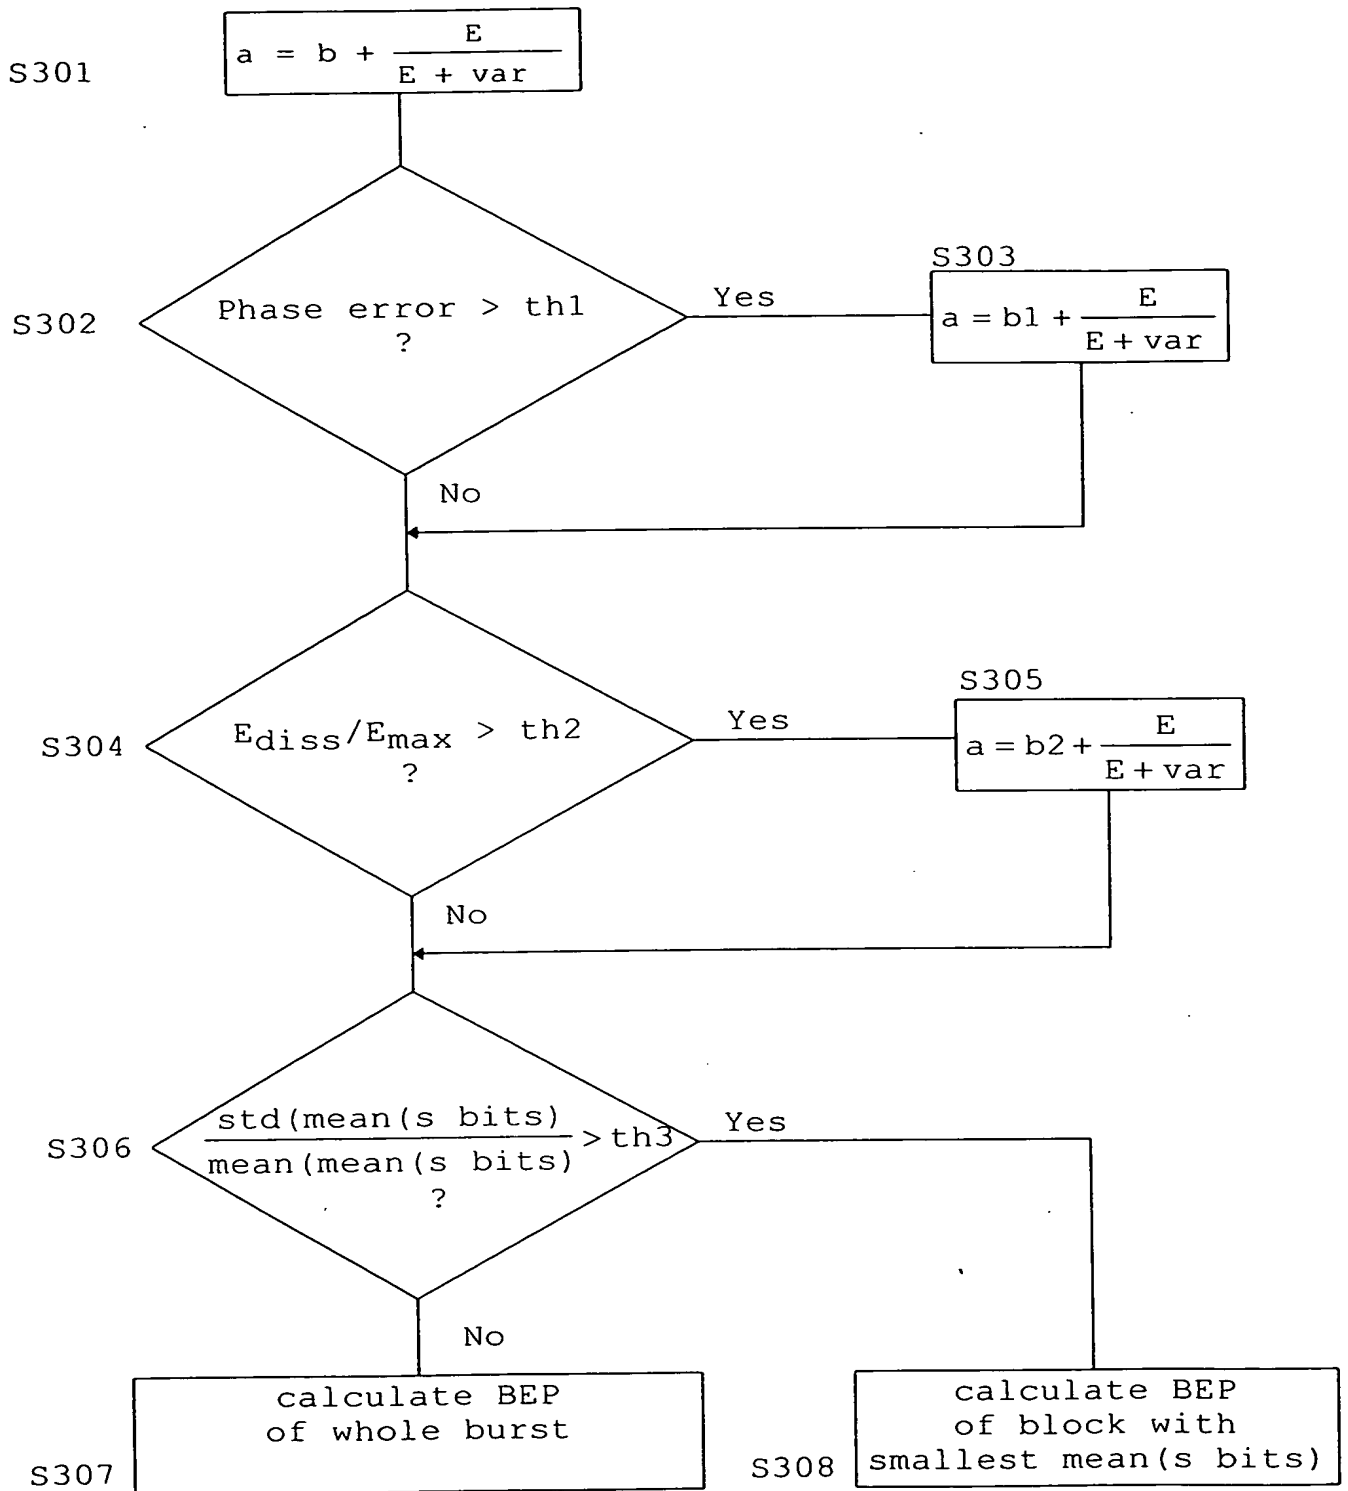 S301
a = b + E / E + var
S302
Phase error > th1
?
Yes
S303
a = b1 + E / E + var
No
S304
Ediss/Emax > th2
?
Yes
S305
a = b2 + E / E + var
No
S306
std(mean(s bits)
mean(mean(s bits)
> th3
?
Yes
No
S307
calculate BEP
of whole burst
S308
calculate BEP
of block with
smallest mean(s bits)